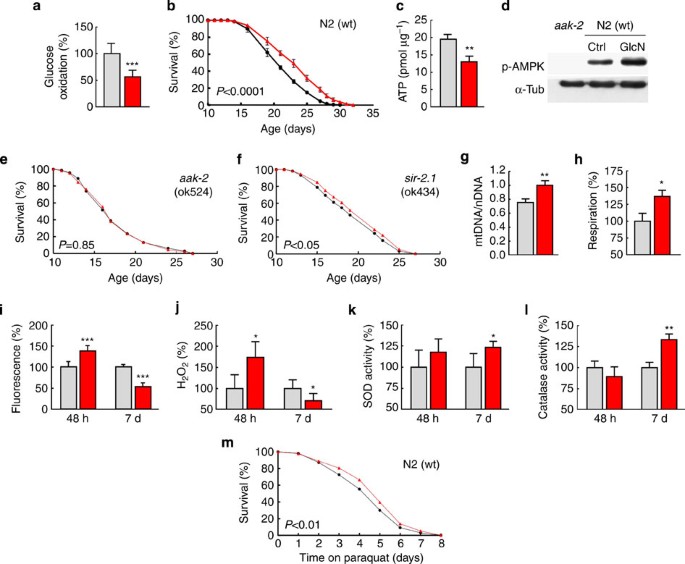 a
Glucose oxidation (%)
150
100
50
0
***
b
Survival (%)
100
80
60
40
20
0
N2 (wt)
P<0.0001
10 15 20 25 30 35
Age (days)
c
ATP (pmol µg⁻¹)
25
20
15
10
5
0
**
d
aak-2 N2 (wt)
Ctrl GlcN
p-AMPK
α-Tub
e
Survival (%)
100
80
60
40
20
0
aak-2
(ok524)
P=0.85
10 15 20 25 30
Age (days)
f
Survival (%)
100
80
60
40
20
0
sir-2.1
(ok434)
P<0.05
10 15 20 25 30
Age (days)
g
mtDNA/nDNA
1.2
1.0
0.8
0.6
0.4
0.2
0.0
**
h
Respiration (%)
175
150
125
100
75
50
*
i
Fluorescence (%)
200
150
100
50
0
***
***
48 h 7 d
j
H₂O₂ (%)
250
200
150
100
50
*
*
48 h 7 d
k
SOD activity (%)
150
125
100
75
50
*
48 h 7 d
l
Catalase activity (%)
150
125
100
75
50
**
48 h 7 d
m
Survival (%)
100
80
60
40
20
0
N2 (wt)
P<0.01
0 1 2 3 4 5 6 7 8
Time on paraquat (days)